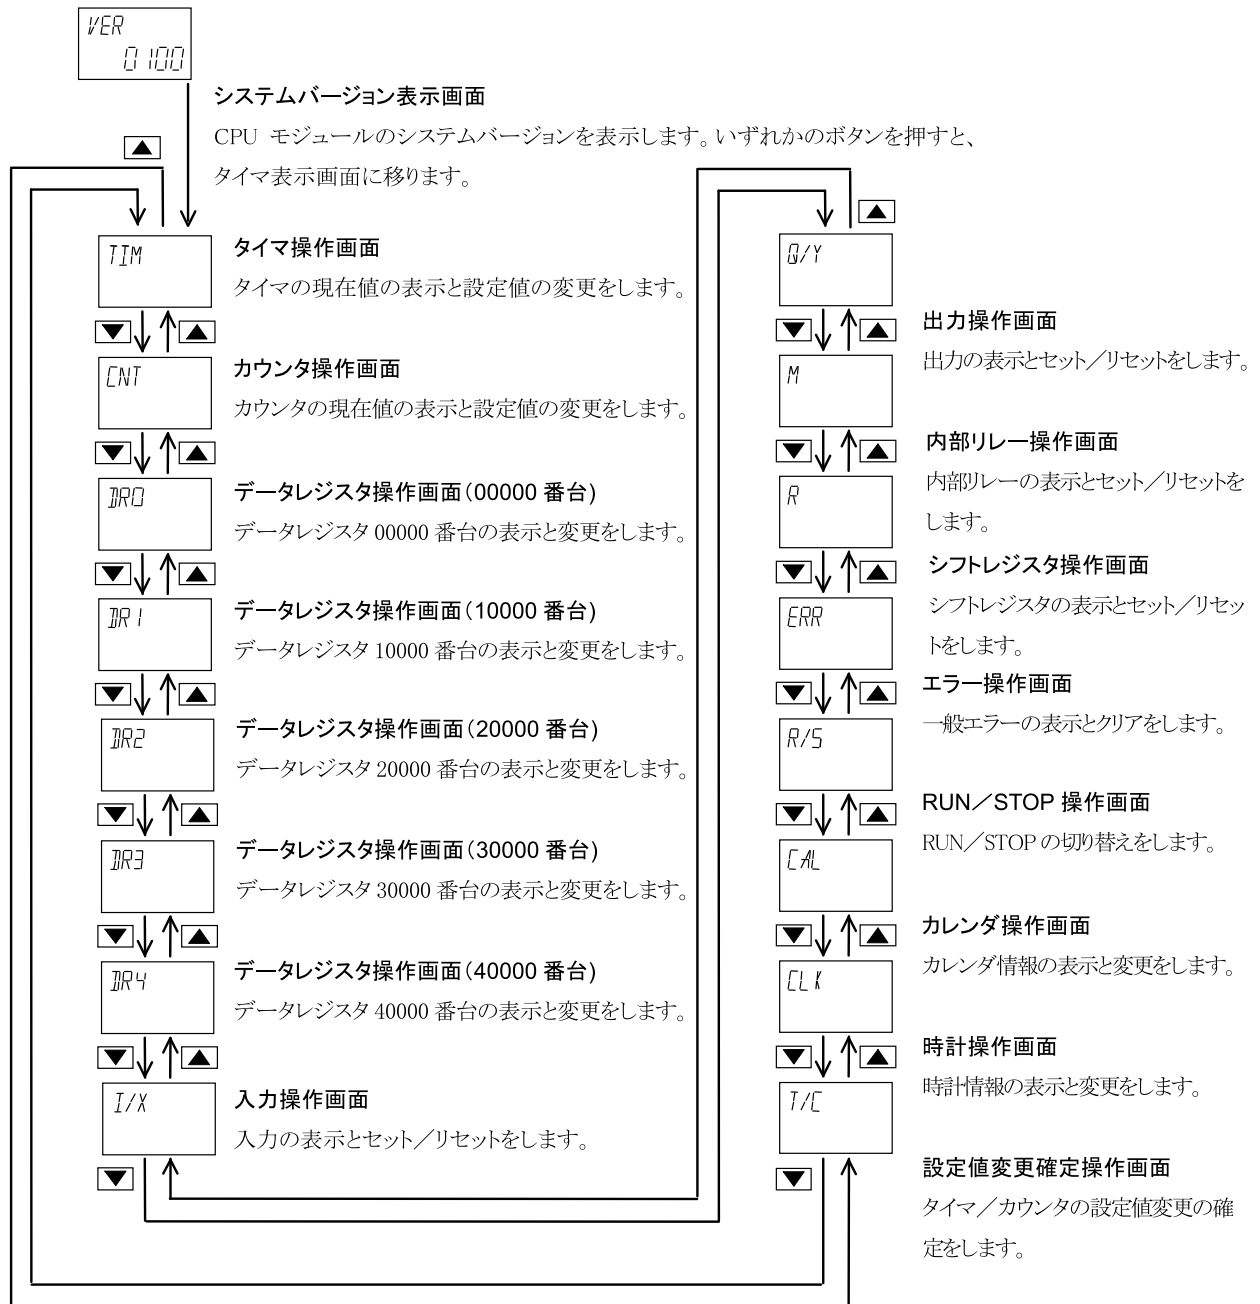 VER
0100
システムバージョン表示画面
CPU モジュールのシステムバージョンを表示します。いずれかのボタンを押すと、
タイマ表示画面に移ります。
TIM
タイマ操作画面
タイマの現在値の表示と設定値の変更をします。
CNT
カウンタ操作画面
カウンタの現在値の表示と設定値の変更をします。
DR0
データレジスタ操作画面(00000 番台)
データレジスタ 00000 番台の表示と変更をします。
DR1
データレジスタ操作画面(10000 番台)
データレジスタ 10000 番台の表示と変更をします。
DR2
データレジスタ操作画面(20000 番台)
データレジスタ 20000 番台の表示と変更をします。
DR3
データレジスタ操作画面(30000 番台)
データレジスタ 30000 番台の表示と変更をします。
DR4
データレジスタ操作画面(40000 番台)
データレジスタ 40000 番台の表示と変更をします。
I/X
入力操作画面
入力の表示とセット／リセットをします。
Q/Y
出力操作画面
出力の表示とセット／リセットをします。
M
内部リレー操作画面
内部リレーの表示とセット／リセットを
します。
R
シフトレジスタ操作画面
シフトレジスタの表示とセット／リセッ
トをします。
ERR
エラー操作画面
一般エラーの表示とクリアをします。
R/S
RUN／STOP 操作画面
RUN／STOP の切り替えをします。
CAL
カレンダ操作画面
カレンダ情報の表示と変更をします。
CLK
時計操作画面
時計情報の表示と変更をします。
T/C
設定値変更確定操作画面
タイマ／カウンタの設定値変更の確
定をします。